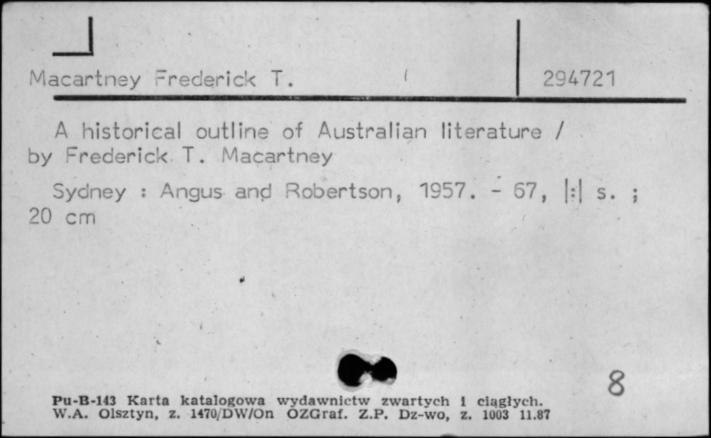 Macartney Frederick T.
294721
A historical outline of Australian literature /
by Frederick T. Macartney
Sydney : Angus and Robertson, 1957. - 67, |:| s. ;
20 cm
8
Pu-B-143 Karta katalogowa wydawnictw zwartych i ciągłych.
W.A. Olsztyn, z. 1470/DW/On OZGraf. Z.P. Dz-wo, z. 1003 11.87